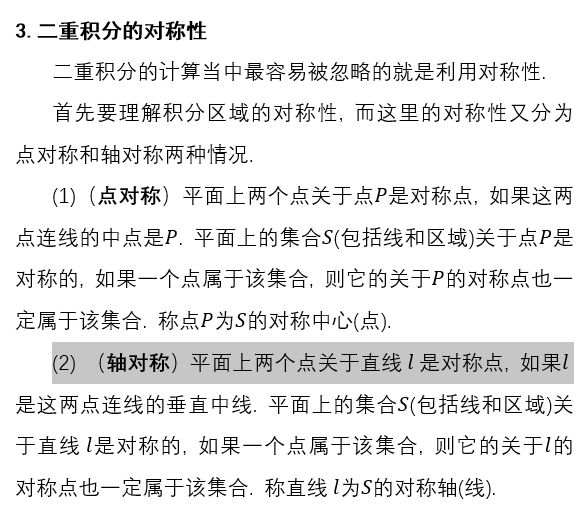 3. 二重积分的对称性
二重积分的计算当中最容易被忽略的就是利用对称性.
首先要理解积分区域的对称性, 而这里的对称性又分为
点对称和轴对称两种情况.
(1)（点对称）平面上两个点关于点P是对称点, 如果这两
点连线的中点是P. 平面上的集合S(包括线和区域)关于点P是
对称的, 如果一个点属于该集合, 则它的关于P的对称点也一
定属于该集合. 称点P为S的对称中心(点).
(2) （轴对称）平面上两个点关于直线 l 是对称点, 如果l
是这两点连线的垂直中线. 平面上的集合S(包括线和区域)关
于直线 l是对称的, 如果一个点属于该集合, 则它的关于l的
对称点也一定属于该集合. 称直线 l为S的对称轴(线).